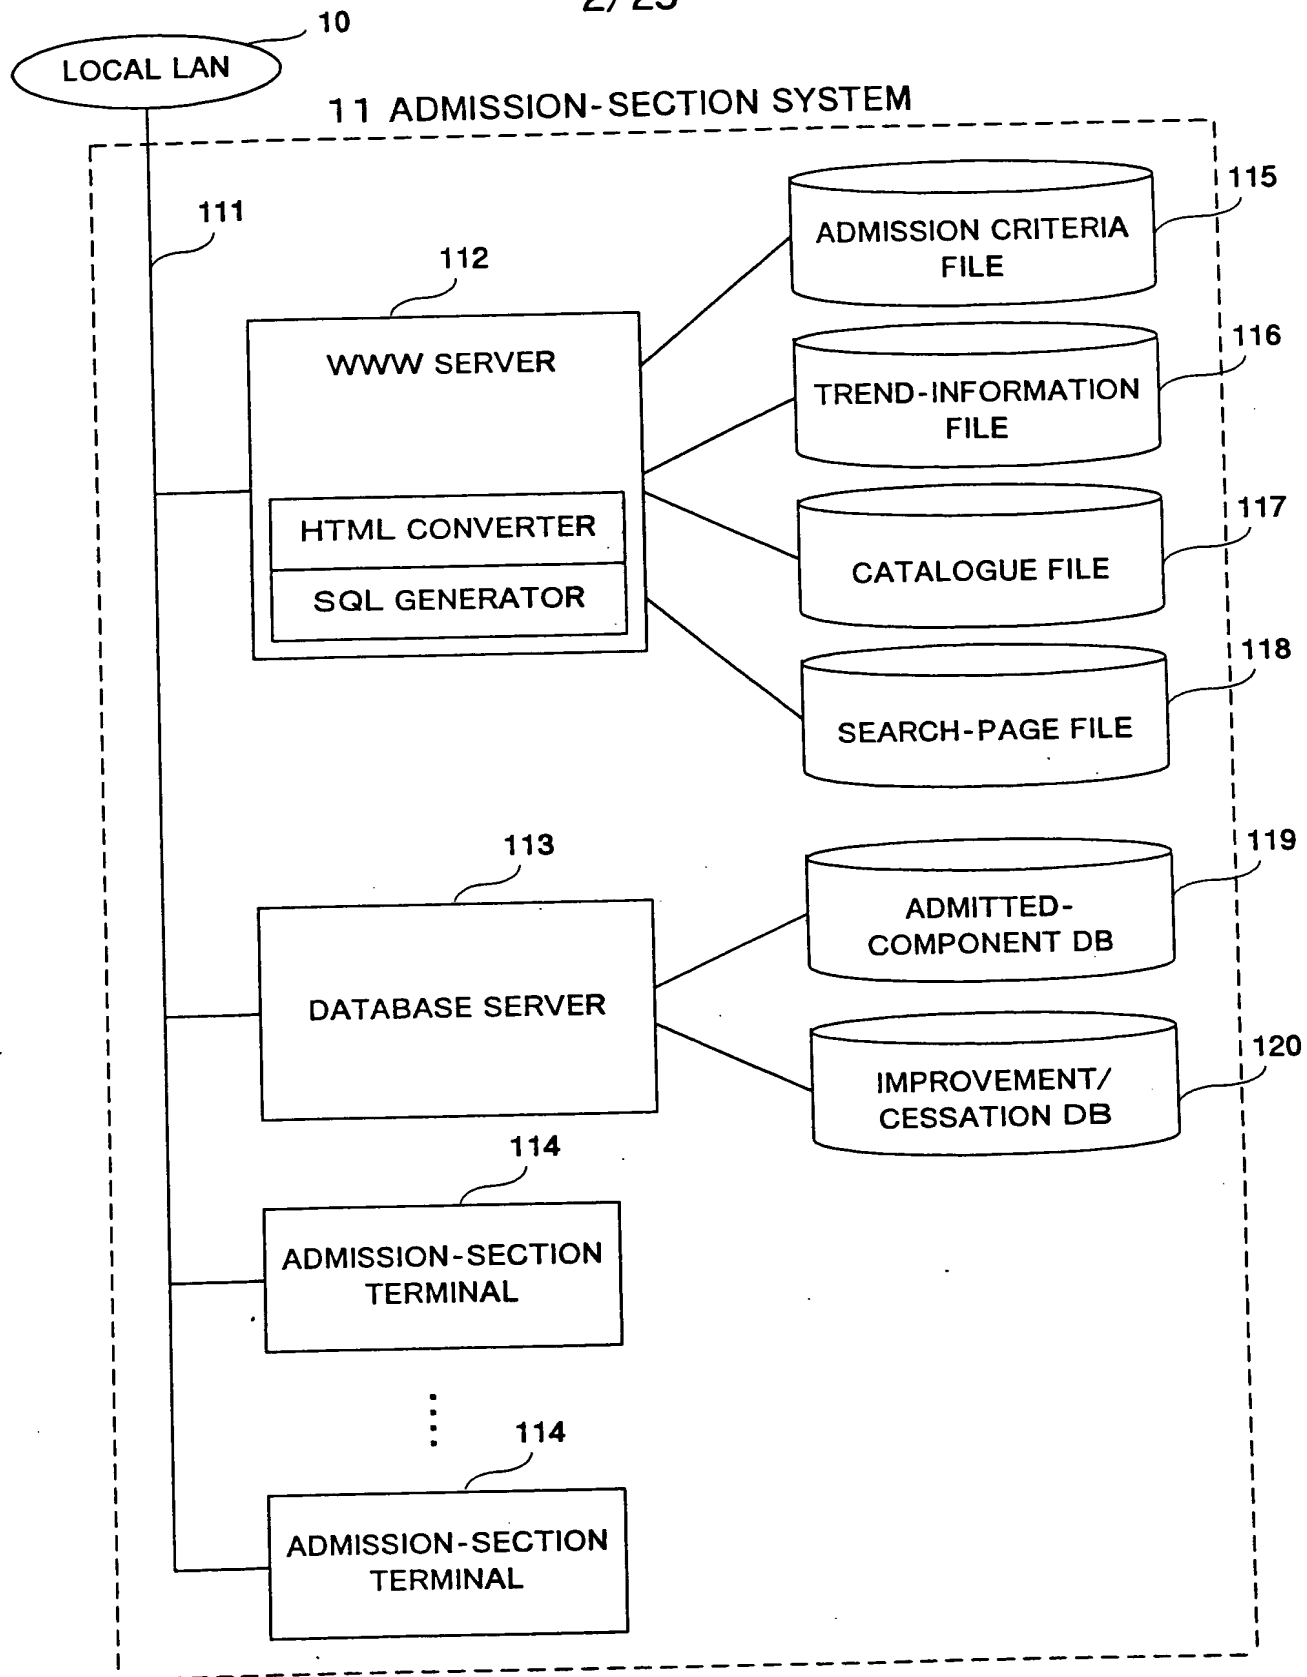 10
LOCAL LAN
11 ADMISSION-SECTION SYSTEM
111
112
WWW SERVER
HTML CONVERTER
SQL GENERATOR
115
ADMISSION CRITERIA
FILE
116
TREND-INFORMATION
FILE
117
CATALOGUE FILE
118
SEARCH-PAGE FILE
113
DATABASE SERVER
119
ADMITTED-
COMPONENT DB
120
IMPROVEMENT/
CESSATION DB
114
ADMISSION-SECTION
TERMINAL
114
ADMISSION-SECTION
TERMINAL